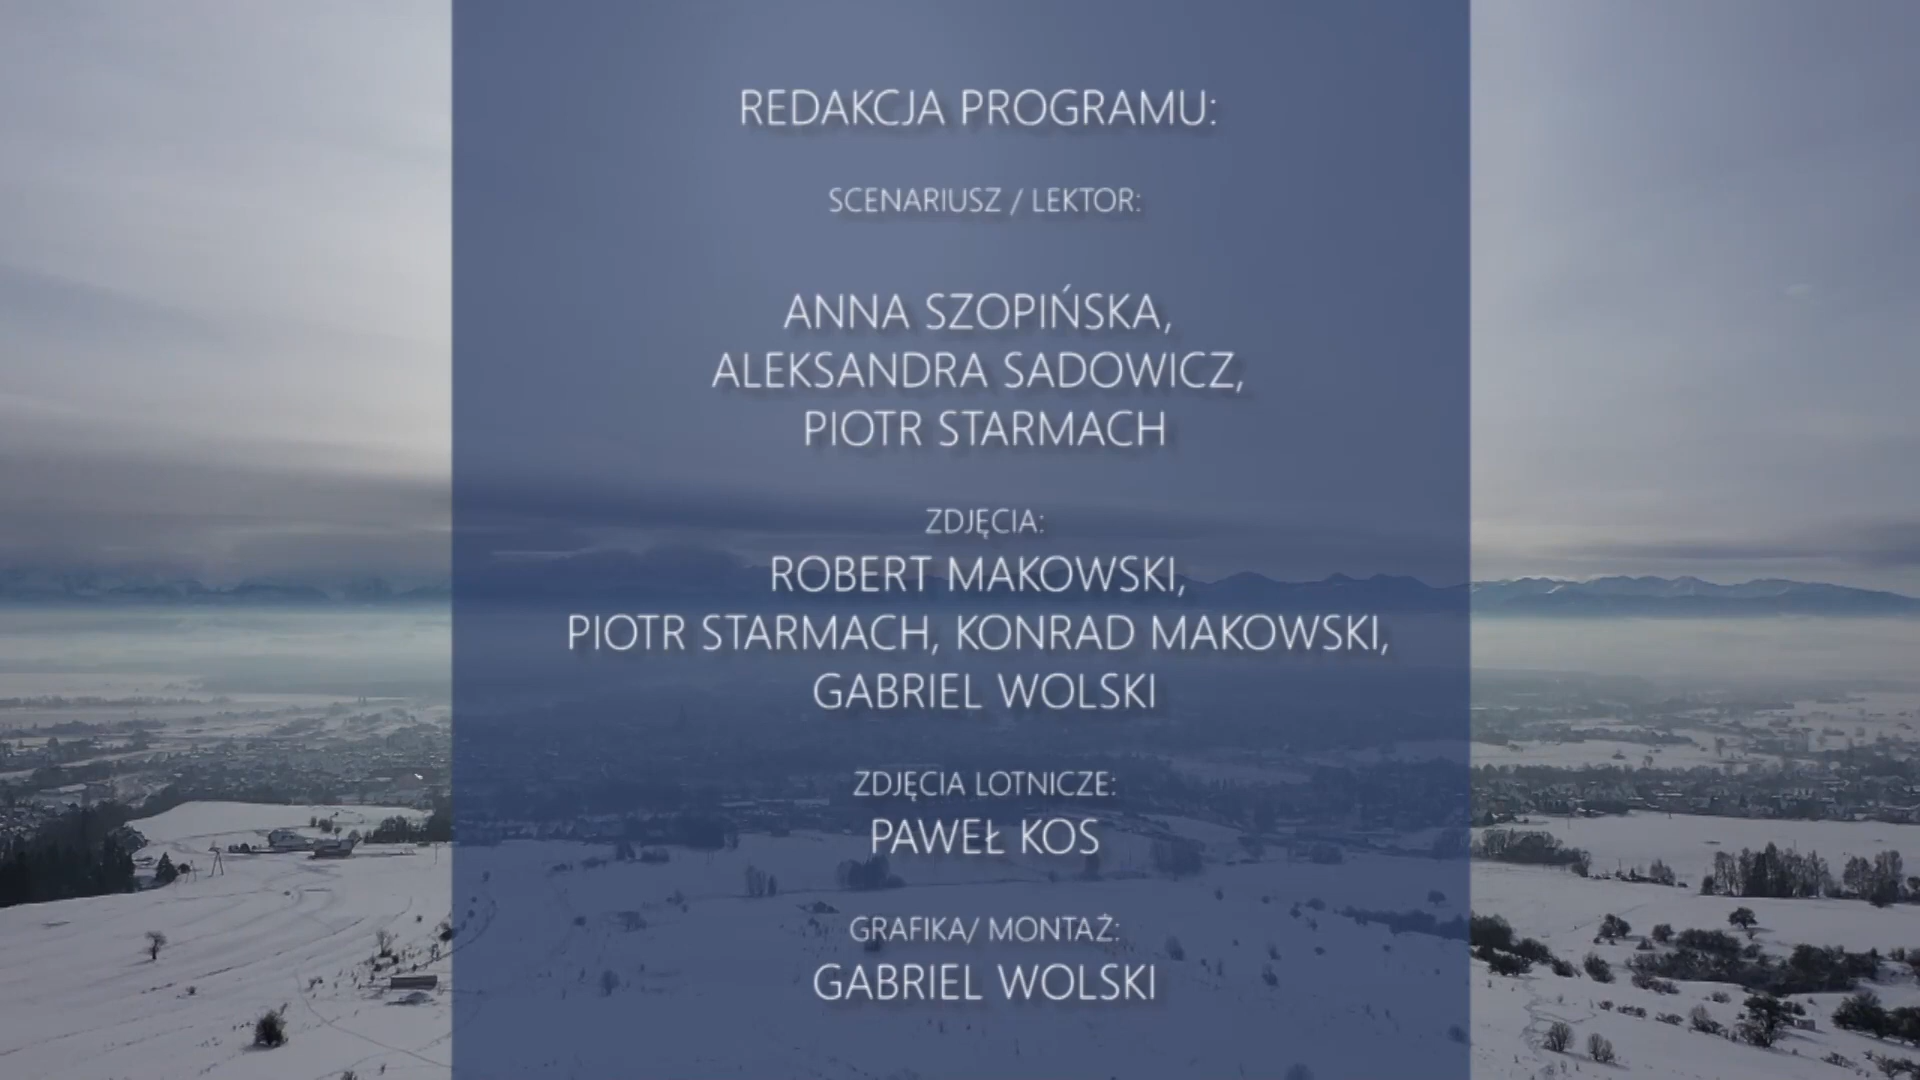 REDAKCJA PROGRAMU:
SCENARIUSZ / LEKTOR:
ANNA SZOPIŃSKA,
ALEKSANDRA SADOWICZ,
PIOTR STARMACH
ZDJĘCIA:
ROBERT MAKOWSKI,
PIOTR STARMACH, KONRAD MAKOWSKI,
GABRIEL WOLSKI
ZDJĘCIA LOTNICZE:
PAWEŁ KOS
GRAFIKA/ MONTAŻ:
GABRIEL WOLSKI